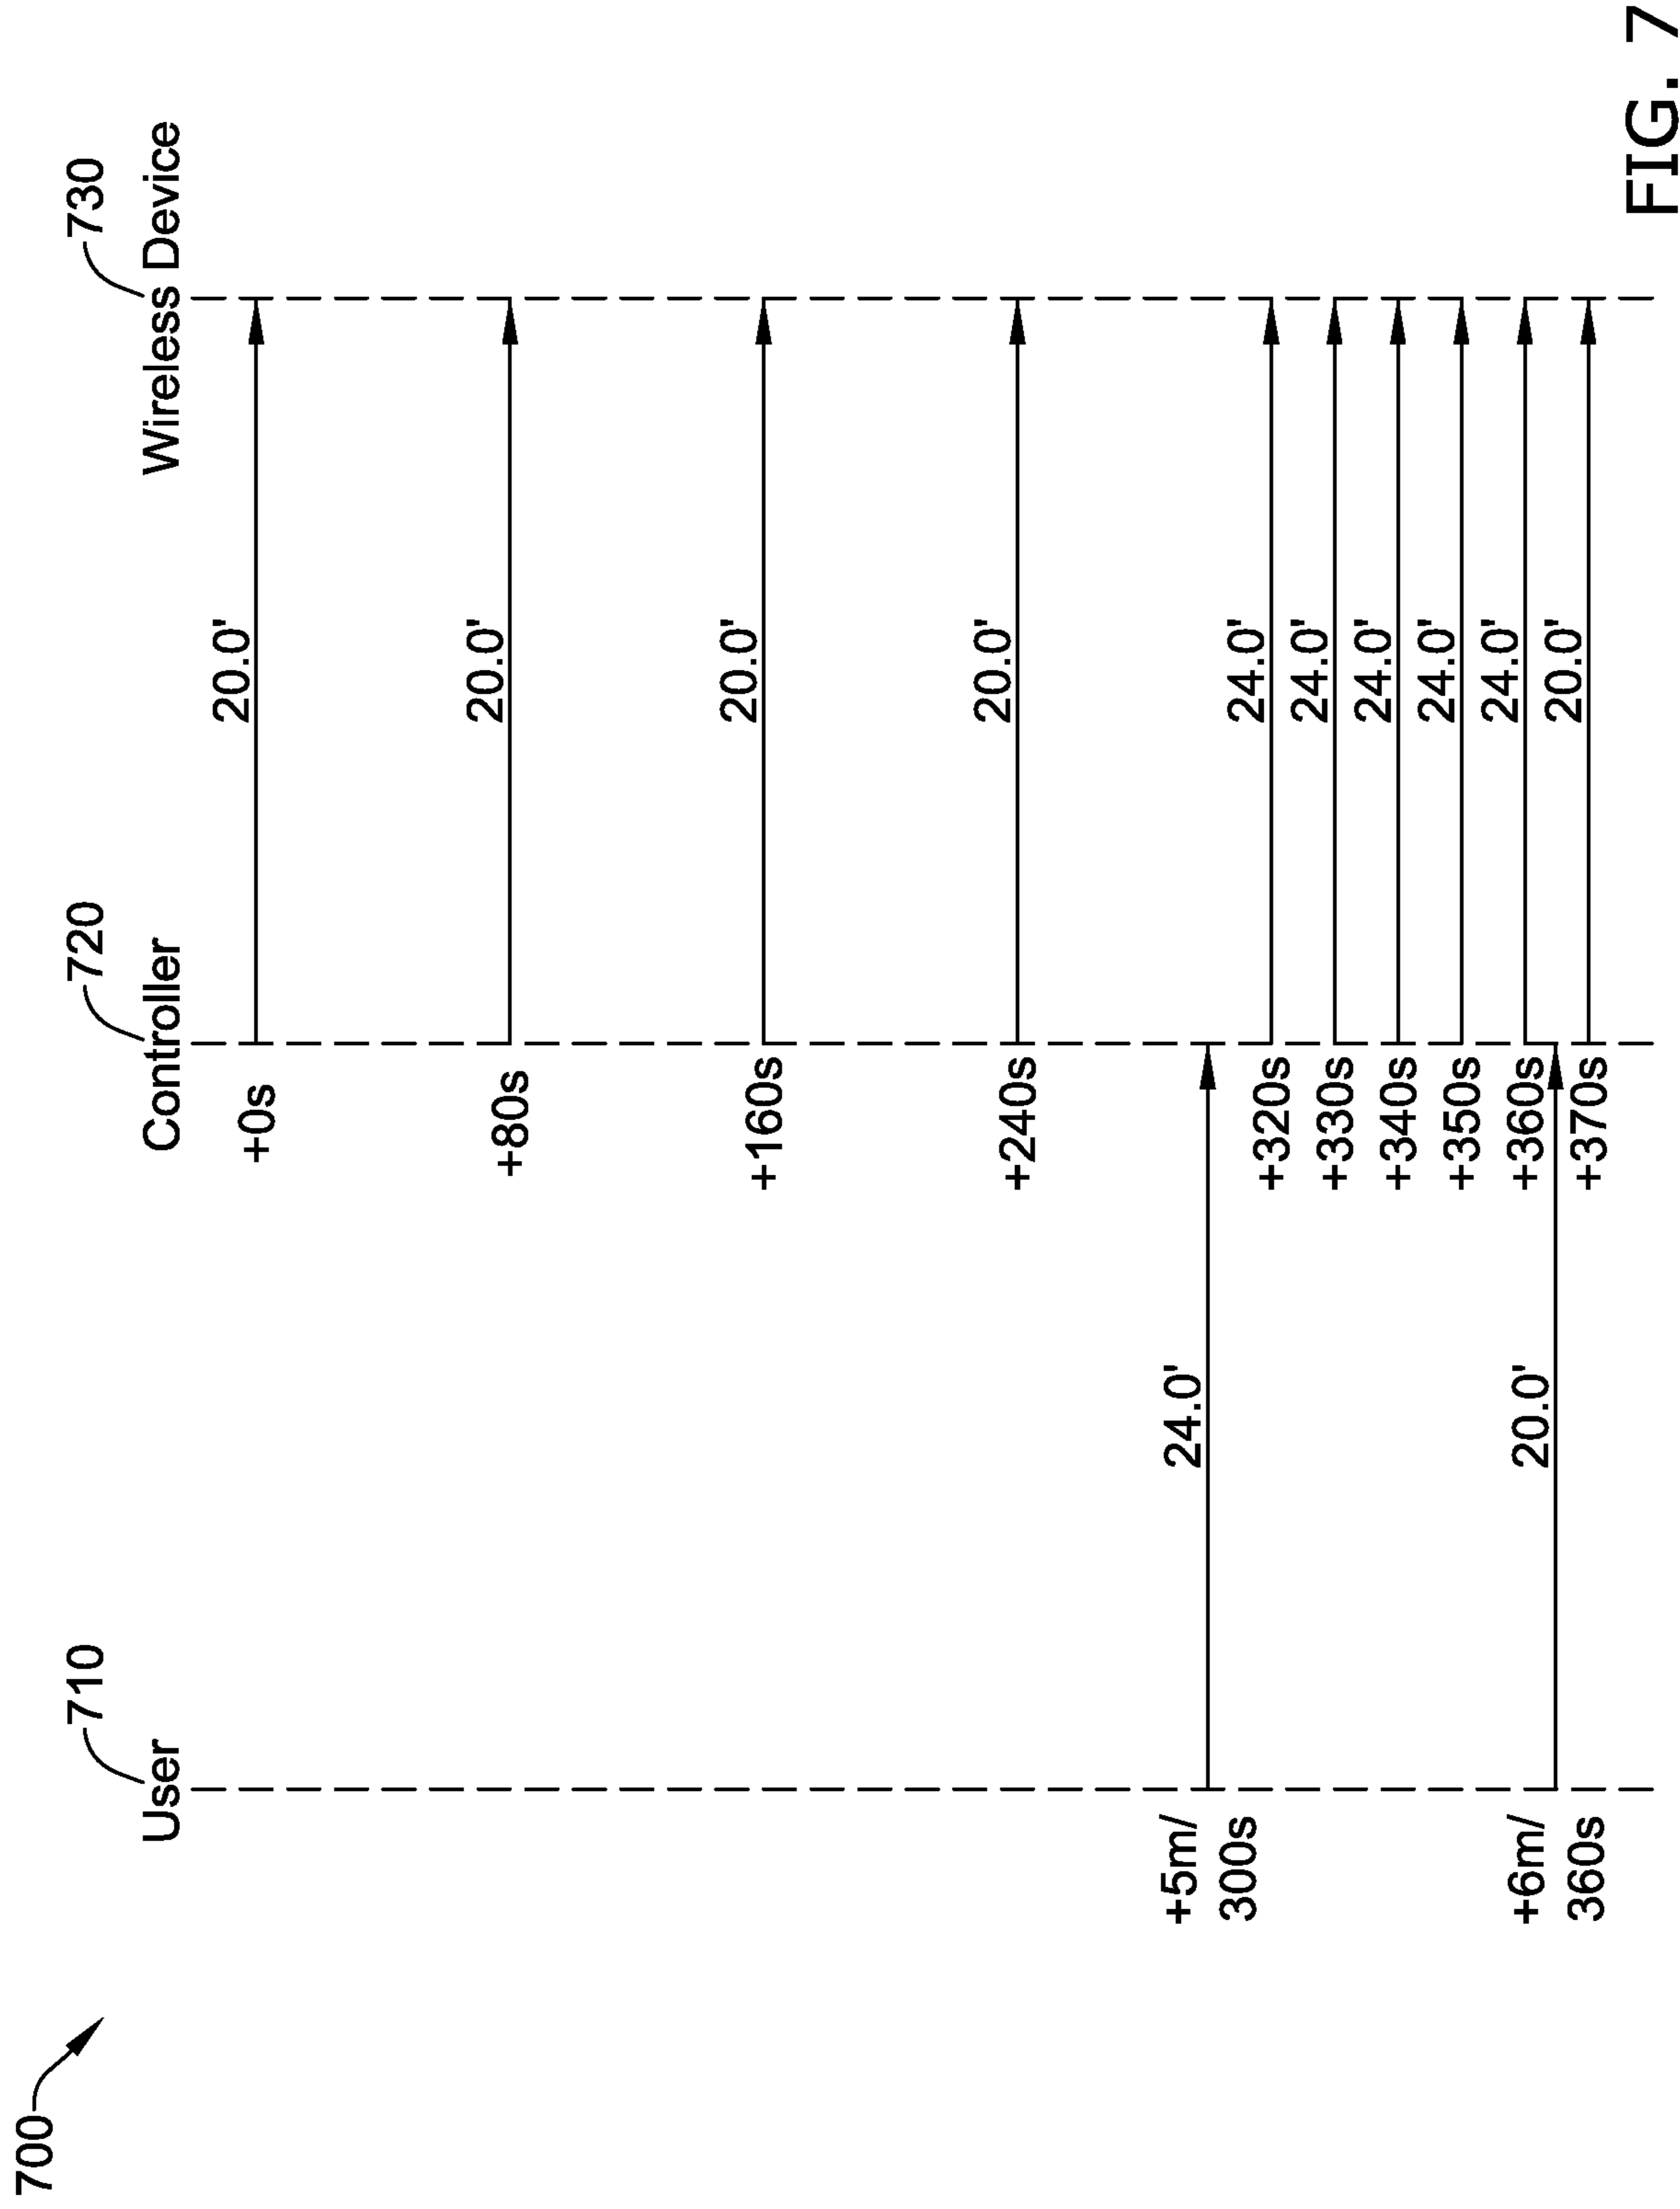 700
User
710
Controller
720
Wireless Device
730
+0s
20.0'
+80s
20.0'
+160s
20.0'
+240s
20.0'
+5m/
300s
24.0'
+320s
24.0'
+330s
24.0'
+340s
24.0'
+350s
24.0'
+360s
24.0'
+6m/
360s
20.0'
+370s
20.0'
FIG. 7